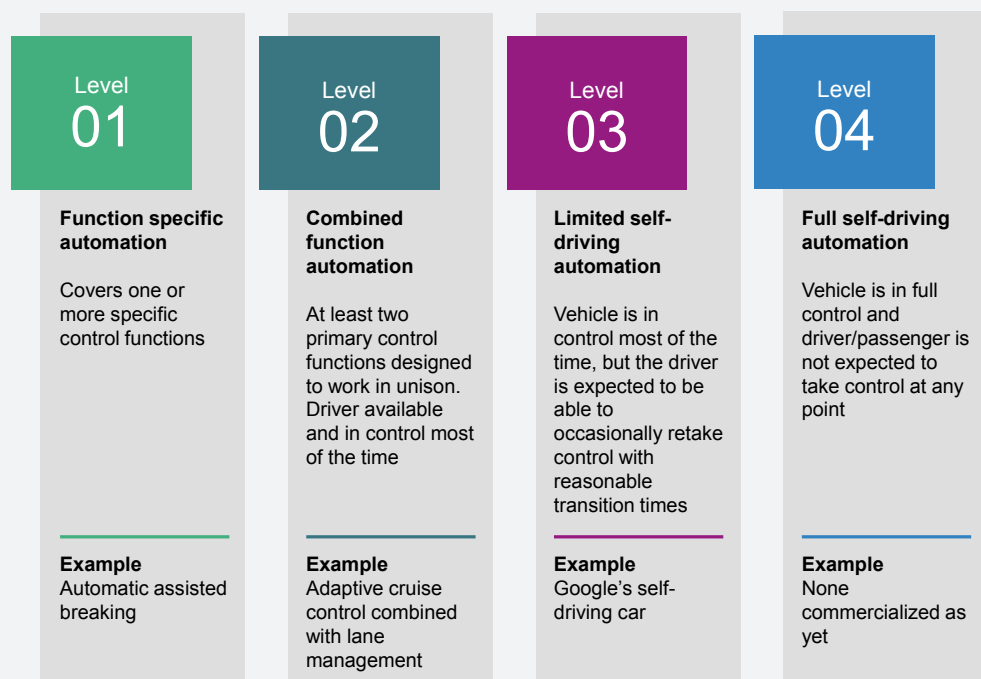 Level
01
Function specific
automation
Covers one or
more specific
control functions
Example
Automatic assisted
breaking
Level
02
Combined
function
automation
At least two
primary control
functions designed
to work in unison.
Driver available
and in control most
of the time
Example
Adaptive cruise
control combined
with lane
management
Level
03
Limited self-
driving
automation
Vehicle is in
control most of the
time, but the driver
is expected to be
able to
occasionally retake
control with
reasonable
transition times
Example
Google’s self-
driving car
Level
04
Full self-driving
automation
Vehicle is in full
control and
driver/passenger is
not expected to
take control at any
point
Example
None
commercialized as
yet